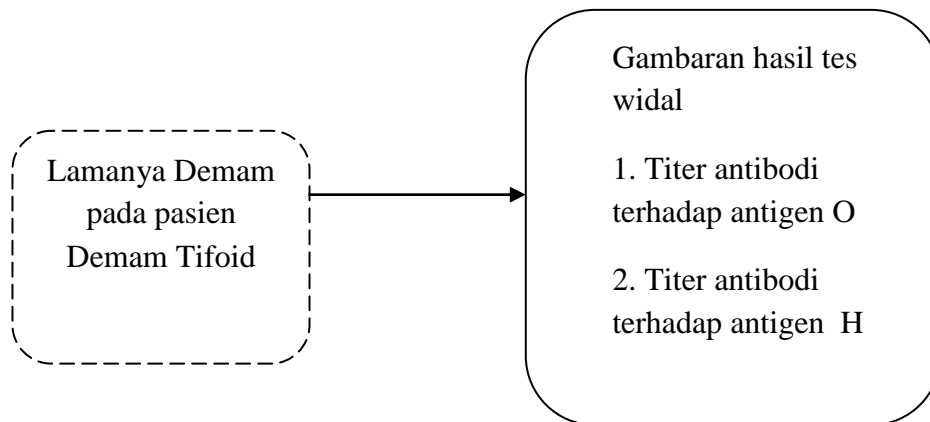 Lamanya Demam
pada pasien
Demam Tifoid
Gambaran hasil tes
widal
1. Titer antibodi
terhadap antigen O
2. Titer antibodi
terhadap antigen  H